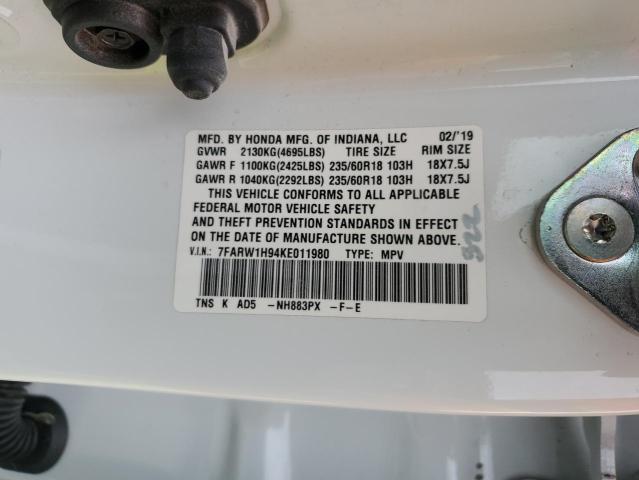 MFD. BY HONDA MFG. OF INDIANA, LLC 02/'19
GVWR 2130KG(4695LBS) TIRE SIZE RIM SIZE
GAWR F 1100KG(2425LBS) 235/60R18 103H 18X7.5J
GAWR R 1040KG(2292LBS) 235/60R18 103H 18X7.5J
THIS VEHICLE CONFORMS TO ALL APPLICABLE
FEDERAL MOTOR VEHICLE SAFETY
AND THEFT PREVENTION STANDARDS IN EFFECT
ON THE DATE OF MANUFACTURE SHOWN ABOVE.
V.I.N.: 7FARW1H94KE011980 TYPE: MPV
TNS K AD5 -NH883PX -F-E
322